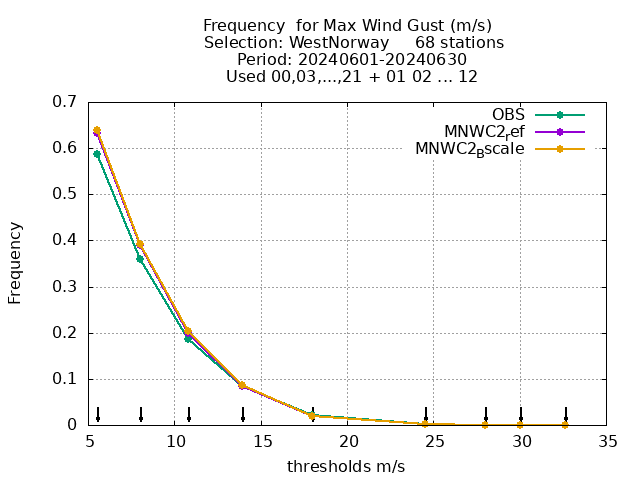 Frequency  for Max Wind Gust (m/s)
Selection: WestNorway     68 stations
Period: 20240601-20240630
Used 00,03,...,21 + 01 02 ... 12
OBS
MNWC2ref
MNWC2Bscale
0.7
0.6
0.5
0.4
0.3
0.2
0.1
0
Frequency
5 10 15 20 25 30 35
thresholds m/s